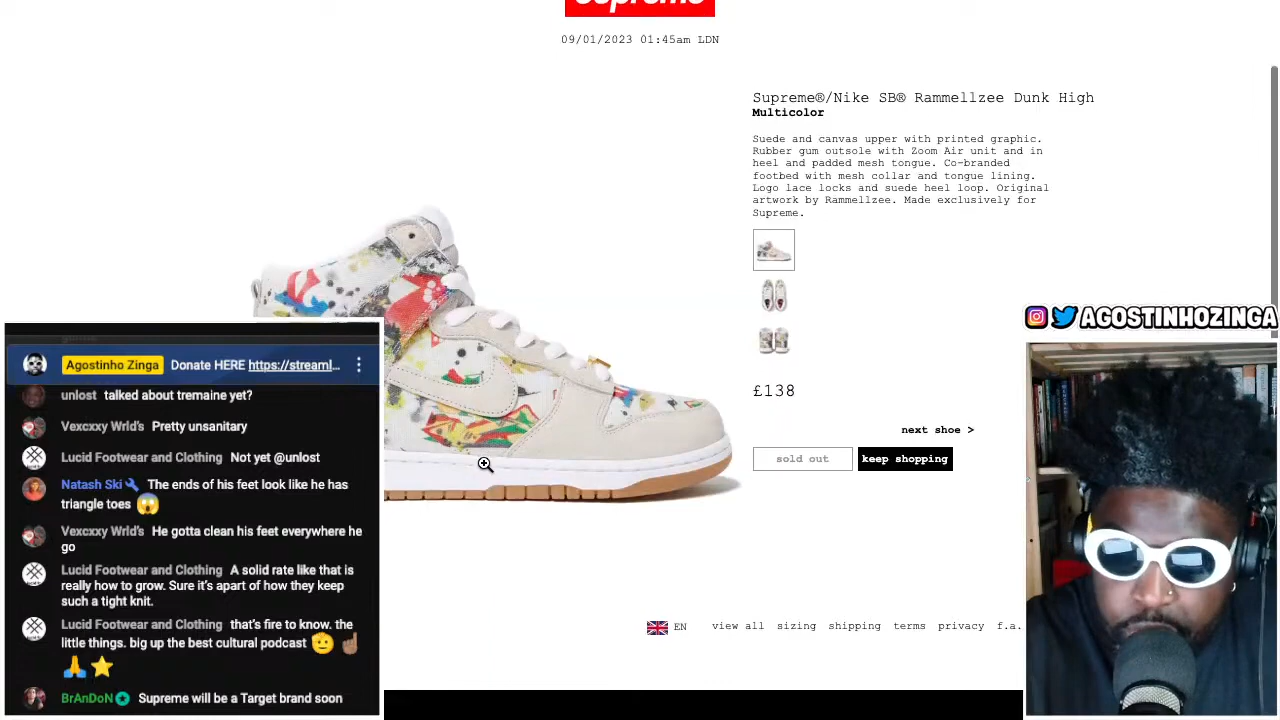 Supreme
09/01/2023 01:45am LDN
Supreme®/Nike SB® Rammellzee Dunk High
Multicolor
Suede and canvas upper with printed graphic.
Rubber gum outsole with Zoom Air unit and in
heel and padded mesh tongue. Co-branded
footbed with mesh collar and tongue lining.
Logo lace locks and suede heel loop. Original
artwork by Rammellzee. Made exclusively for
Supreme.
£138
next shoe >
sold out
keep shopping
EN view all sizing shipping terms privacy f.a.
AGOSTINHOZINGA
Agostinho Zinga Donate HERE https://streaml...
unlost talked about tremaine yet?
Vexcxxy Wrld's Pretty unsanitary
Lucid Footwear and Clothing Not yet @unlost
Natash Ski🔧 The ends of his feet look like he has
triangle toes 😱
Vexcxxy Wrld's He gotta clean his feet everywhere he
go
Lucid Footwear and Clothing A solid rate like that is
really how to grow. Sure it's apart of how they keep
such a tight knit.
Lucid Footwear and Clothing that's fire to know. the
little things. big up the best cultural podcast 🫡 ☝🏽
🙏 ⭐
BrAnDoN Supreme will be a Target brand soon